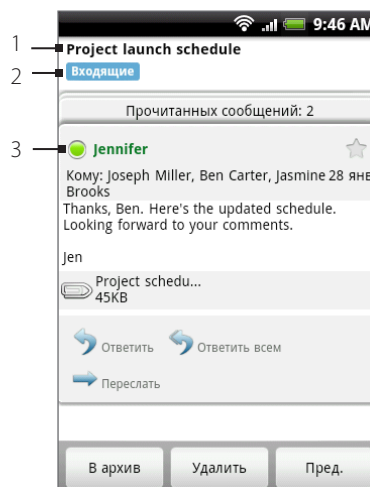 9:46 AM
1 Project launch schedule
2 Входящие
Прочитанных сообщений: 2
3 Jennifer
Кому: Joseph Miller, Ben Carter, Jasmine 28 янв
Brooks
Thanks, Ben. Here's the updated schedule.
Looking forward to your comments.
Jen
Project schedu...
45KB
Ответить Ответить всем
Переслать
В архив Удалить Пред.